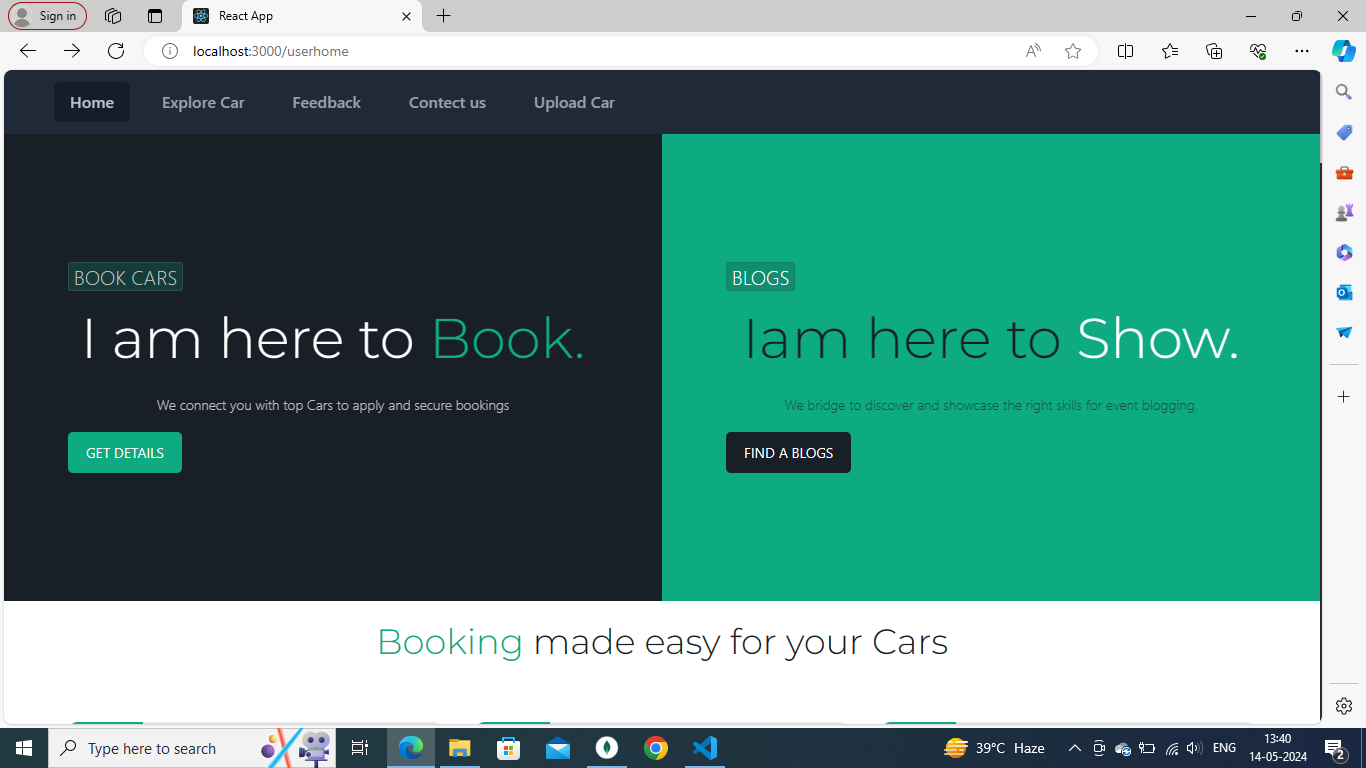 Sign in
React App
localhost:3000/userhome
Home
Explore Car
Feedback
Contect us
Upload Car
BOOK CARS
I am here to Book.
We connect you with top Cars to apply and secure bookings
GET DETAILS
BLOGS
Iam here to Show.
We bridge to discover and showcase the right skills for event blogging.
FIND A BLOGS
Booking made easy for your Cars
Type here to search
39°C Haze
ENG
13:40
14-05-2024
2